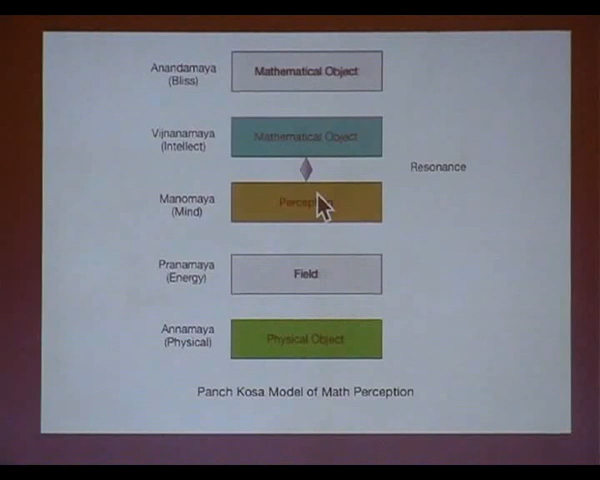 Anandamaya
(Bliss)
Mathematical Object
Vijnanamaya
(Intellect)
Mathematical Object
Resonance
Manomaya
(Mind)
Pranamaya
(Energy)
Field
Annamaya
(Physical)
Physical Object
Panch Kosa Model of Math Perception